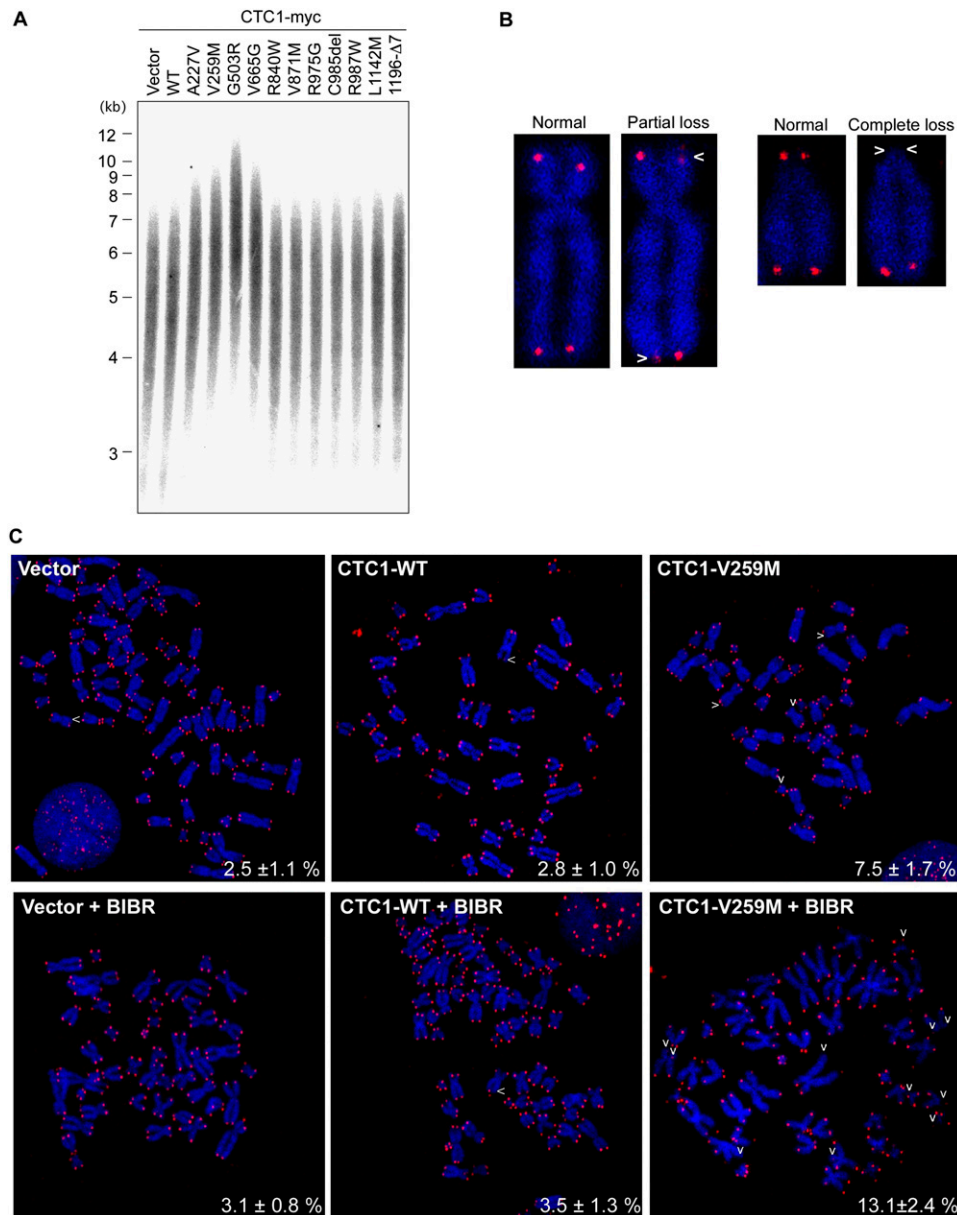 A
CTC1-myc
Vector WT A227V V259M G503R V665G R840W V871M R975G C985del R987W L1142M 1196-Δ7
(kb)
12
10
9
8
7
6
5
4
3
B
Normal Partial loss Normal Complete loss
> <
<
>
C
Vector CTC1-WT CTC1-V259M
2.5 ±1.1 % 2.8 ± 1.0 % 7.5 ± 1.7 %
Vector + BIBR CTC1-WT + BIBR CTC1-V259M + BIBR
3.1 ± 0.8 % 3.5 ± 1.3 % 13.1±2.4 %